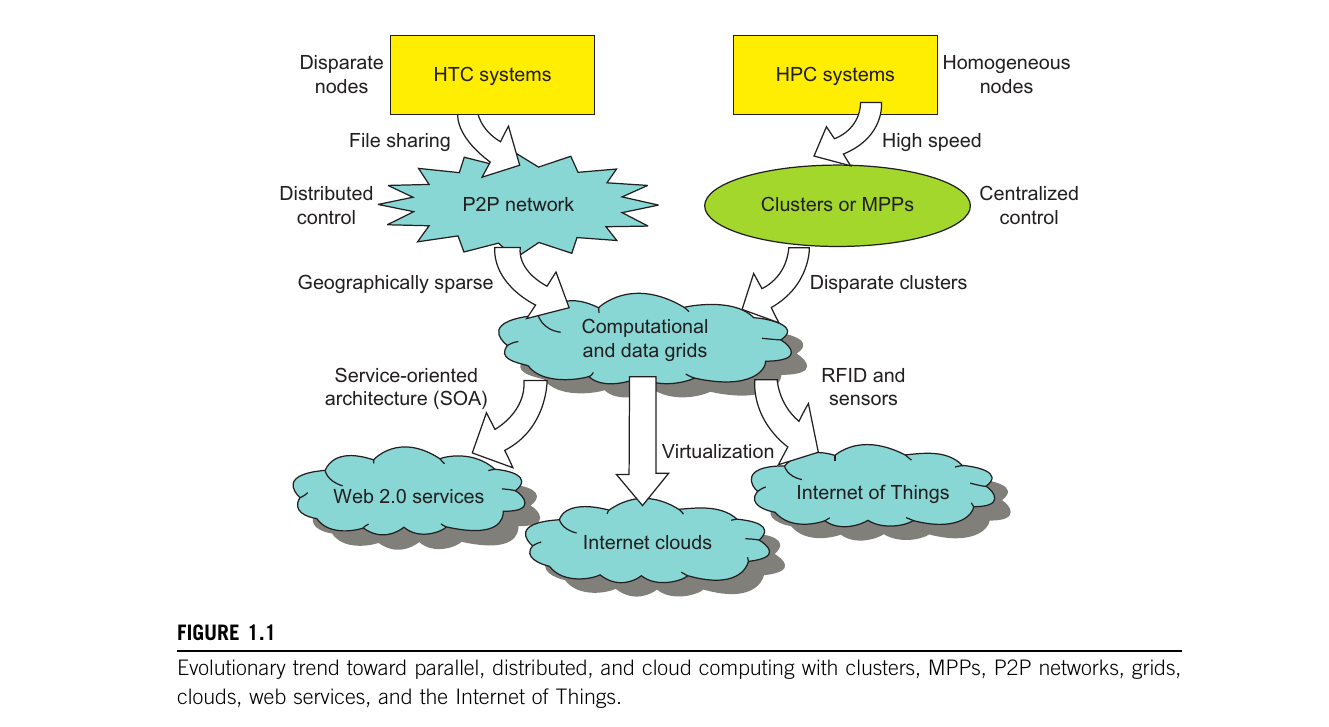 Disparate
nodes
HTC systems
HPC systems
Homogeneous
nodes
File sharing
High speed
Distributed
control
P2P network
Clusters or MPPs
Centralized
control
Geographically sparse
Disparate clusters
Computational
and data grids
Service-oriented
architecture (SOA)
RFID and
sensors
Virtualization
Web 2.0 services
Internet of Things
Internet clouds
FIGURE 1.1
Evolutionary trend toward parallel, distributed, and cloud computing with clusters, MPPs, P2P networks, grids,
clouds, web services, and the Internet of Things.